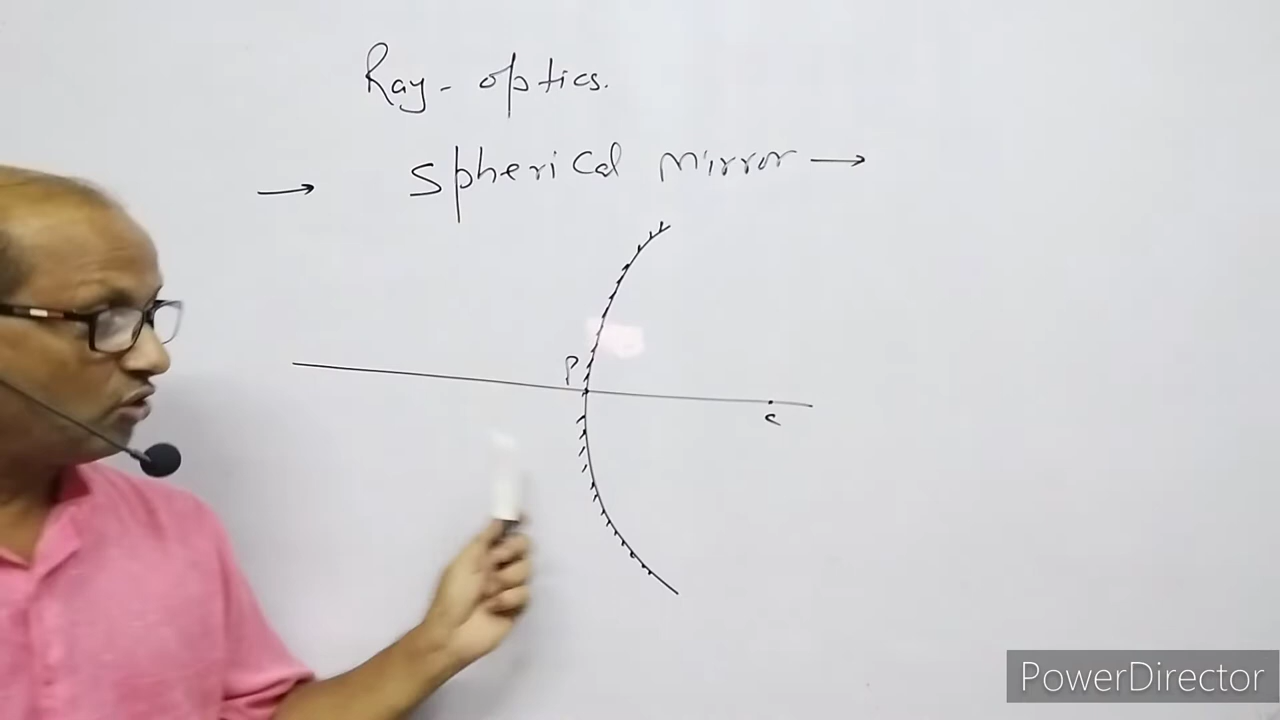 Ray - optics.
→ Spherical mirror →
P
c
PowerDirector